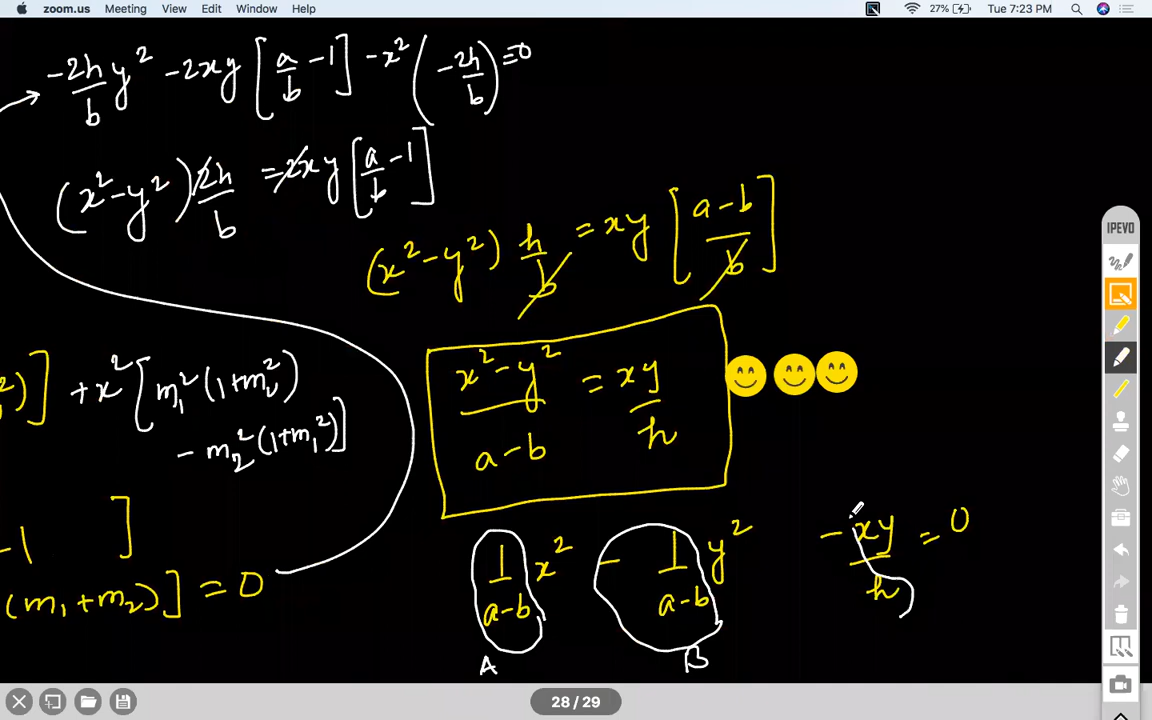 zoom.us Meeting View Edit Window Help 27% Tue 7:23 PM
-2h/b y² -2xy [a/b -1] -x² (-2h/b) =0
(x²-y²) 2h/b =2xy [a/b -1]
(x²-y²) h/b = xy [a-b/b]
IPEVO
x²-y²/a-b = xy/h
²)] +x² [m₁²(1+m₂²)
- m₂²(1+m₁²)]
-1 ]
(m₁+m₂)] = 0
1/a-b x² - 1/a-b y² - xy/h = 0
A B
28 / 29